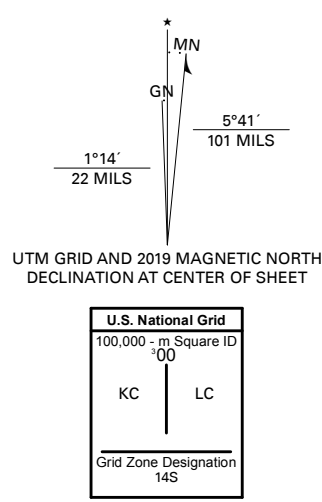 ★
MN
GN
5°41´
101 MILS
1°14´
22 MILS
UTM GRID AND 2019 MAGNETIC NORTH
DECLINATION AT CENTER OF SHEET
U.S. National Grid
100,000 - m Square ID
³00
KC LC
Grid Zone Designation
14S